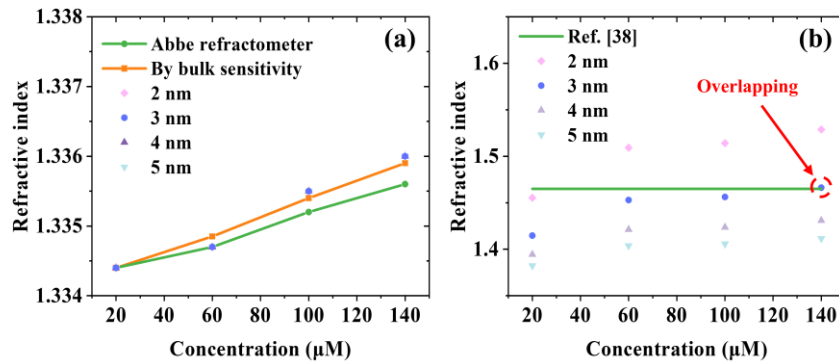 (a)
Refractive index
1.338
1.337
1.336
1.335
1.334
Abbe refractometer
By bulk sensitivity
2 nm
3 nm
4 nm
5 nm
20 60 100 140
Concentration (μM)
(b)
Refractive index
1.6
1.5
1.4
Ref. [38]
2 nm
3 nm
4 nm
5 nm
Overlapping
20 40 60 80 100 120 140
Concentration (μM)